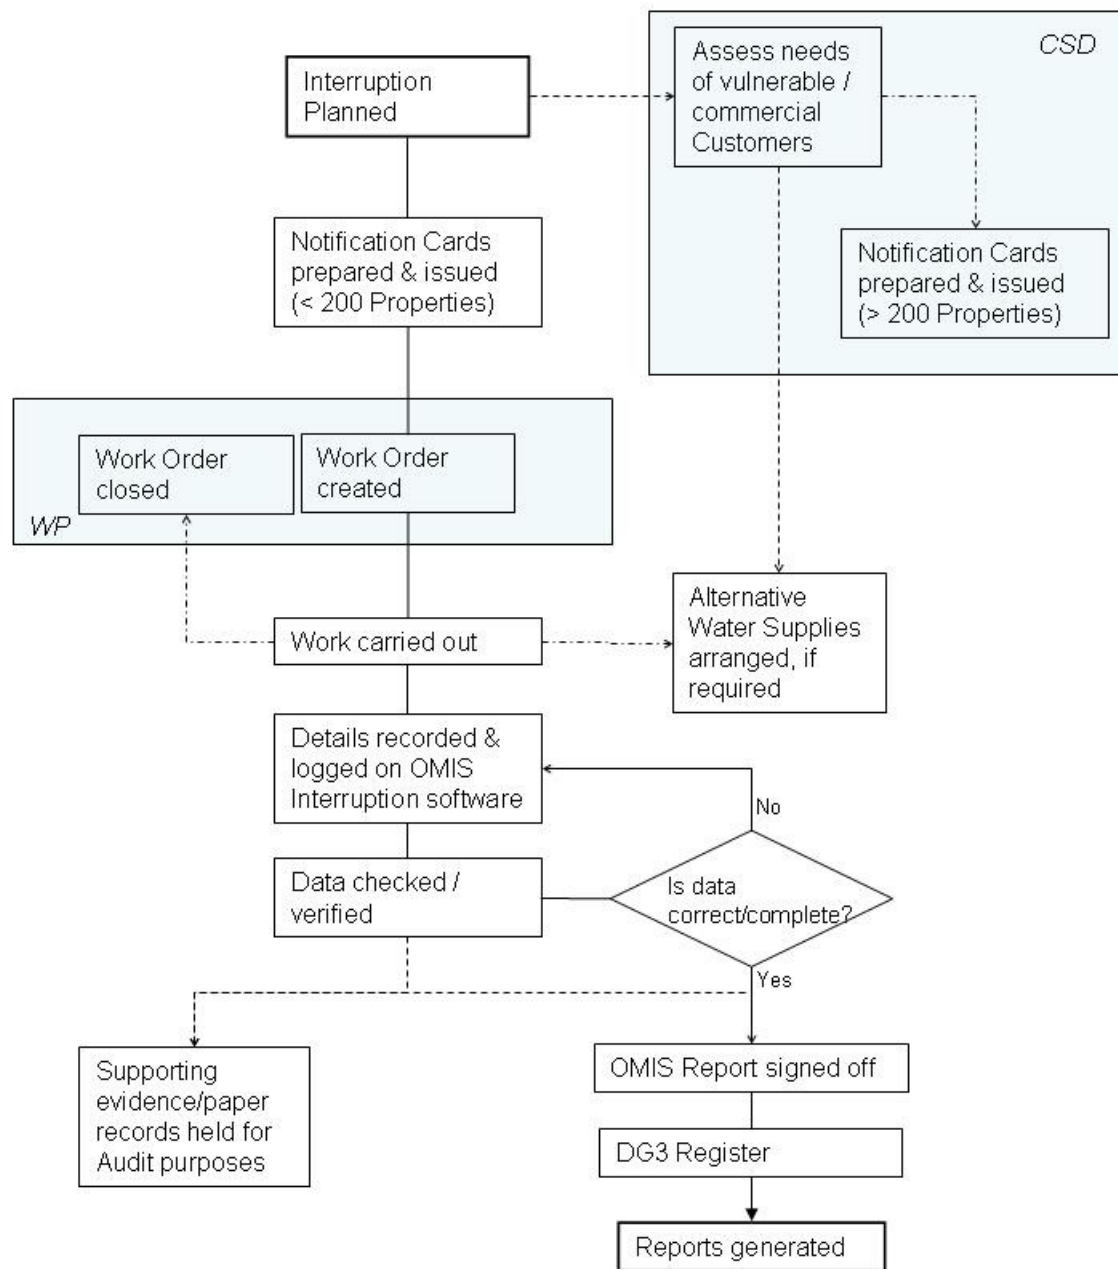 Interruption
Planned
Assess needs
of vulnerable /
commercial
Customers
CSD
Notification Cards
prepared & issued
(< 200 Properties)
Notification Cards
prepared & issued
(> 200 Properties)
Work Order
closed
Work Order
created
WP
Work carried out
Alternative
Water Supplies
arranged, if
required
Details recorded &
logged on OMIS
Interruption software
No
Data checked /
verified
Is data
correct/complete?
Yes
Supporting
evidence/paper
records held for
Audit purposes
OMIS Report signed off
DG3 Register
Reports generated